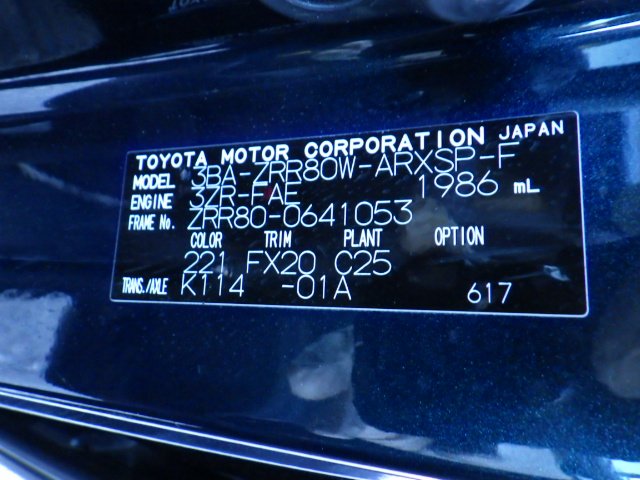 TOYOTA MOTOR CORPORATION JAPAN
MODEL 3BA-ZRR80W-ARXSP-F
ENGINE 3ZR-FAE 1986 mL
FRAME No. ZRR80-0641053
COLOR TRIM PLANT OPTION
221 FX20 C25
TRANS./AXLE K114 -01A 617